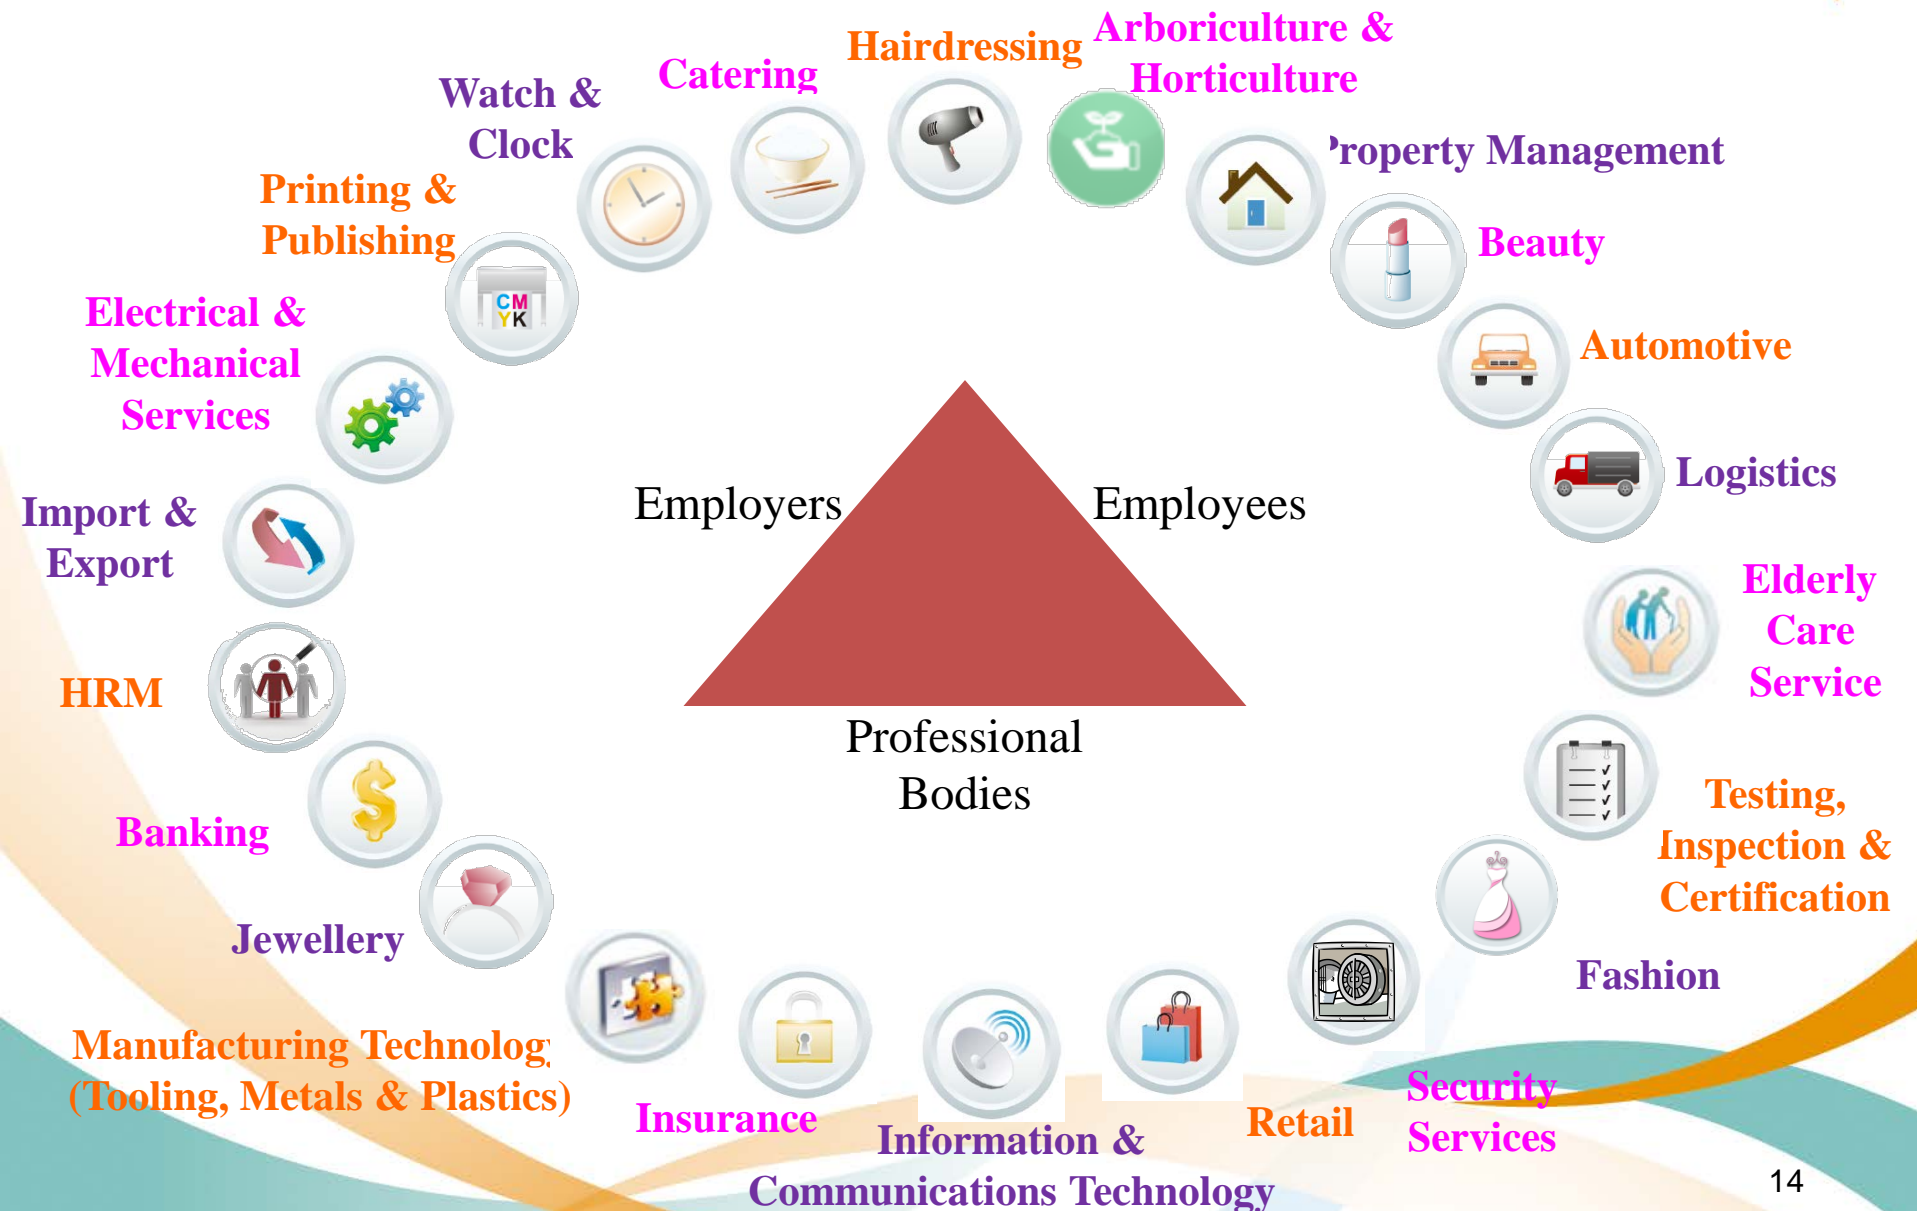 Hairdressing
Arboriculture &
Horticulture
Catering
Watch &
Clock
Property Management
Printing &
Publishing
CM
YK
Beauty
Electrical &
Mechanical
Services
Automotive
Logistics
Import &
Export
Employers
Employees
Elderly
Care
Service
HRM
Professional
Bodies
Testing,
Inspection &
Certification
$
Banking
Jewellery
Fashion
Manufacturing Technology
(Tooling, Metals & Plastics)
Insurance
Information &
Communications Technology
Retail
Security
Services
14